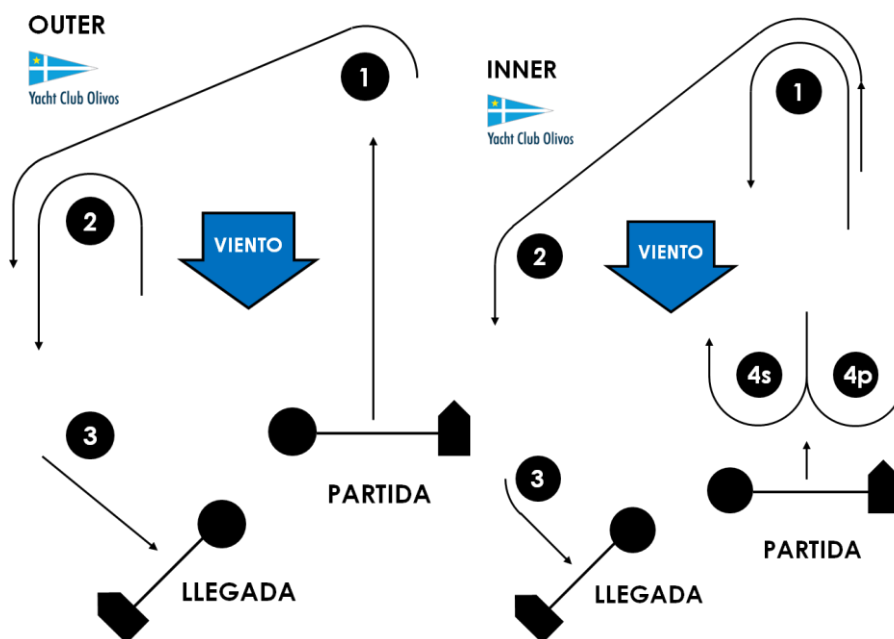 OUTER
Yacht Club Olivos
1
2
VIENTO
3
PARTIDA
LLEGADA
INNER
Yacht Club Olivos
1
2
VIENTO
4s
4p
3
PARTIDA
LLEGADA